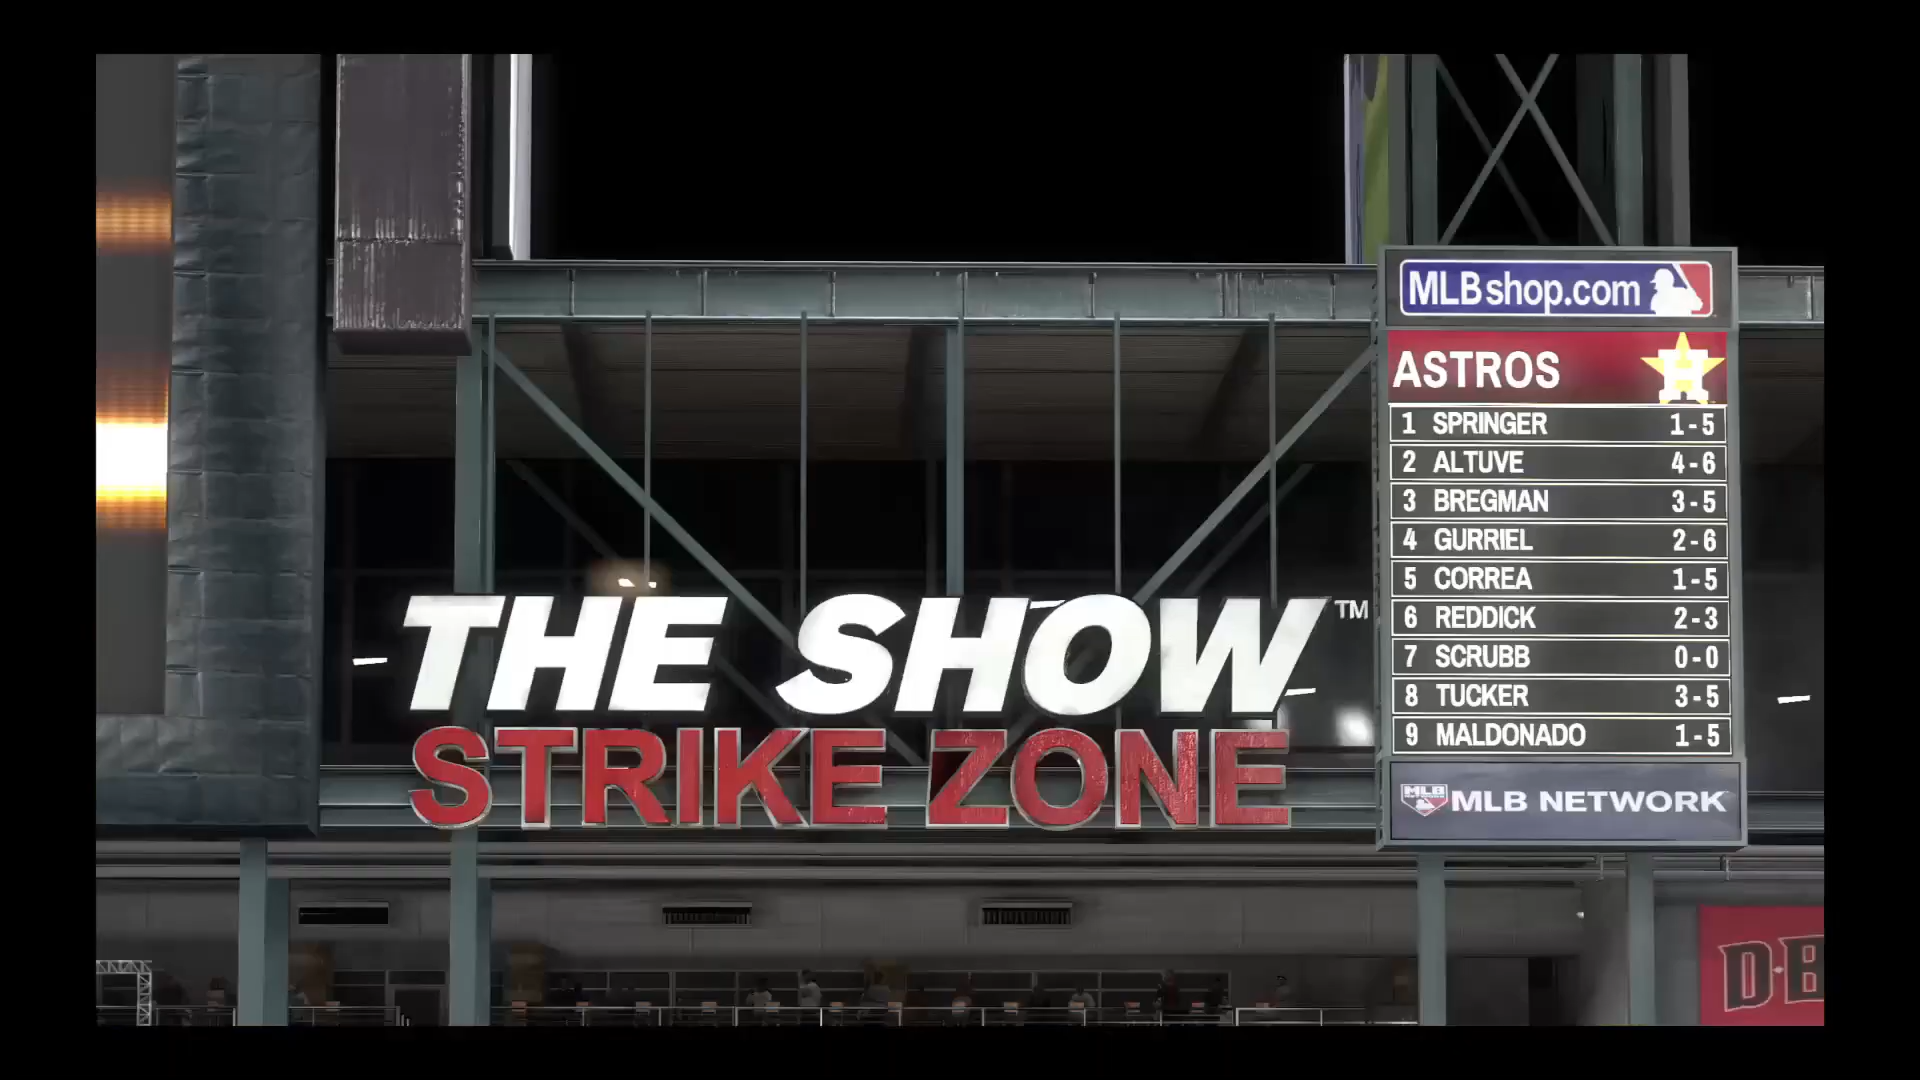 MLBshop.com
ASTROS
1 SPRINGER 1-5
2 ALTUVE 4-6
3 BREGMAN 3-5
4 GURRIEL 2-6
5 CORREA 1-5
6 REDDICK 2-3
7 SCRUBB 0-0
8 TUCKER 3-5
9 MALDONADO 1-5
MLB MLB NETWORK
THE SHOW™
STRIKE ZONE
D-B